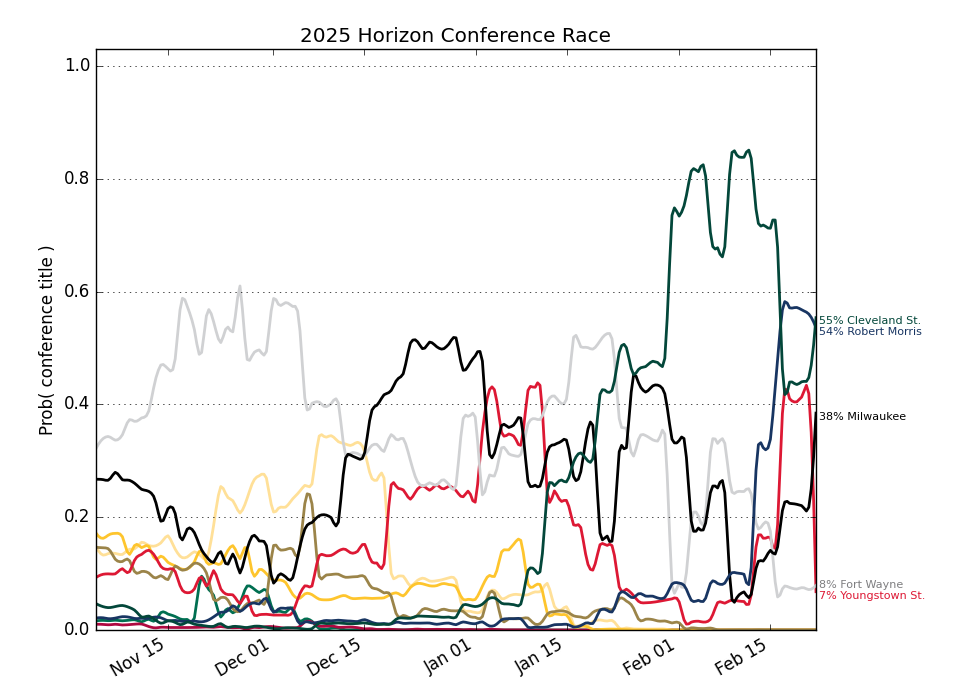 2025 Horizon Conference Race
Prob( conference title )
1.0
0.8
0.6
0.4
0.2
0.0
55% Cleveland St.
54% Robert Morris
38% Milwaukee
8% Fort Wayne
7% Youngstown St.
Nov 15
Dec 01
Dec 15
Jan 01
Jan 15
Feb 01
Feb 15